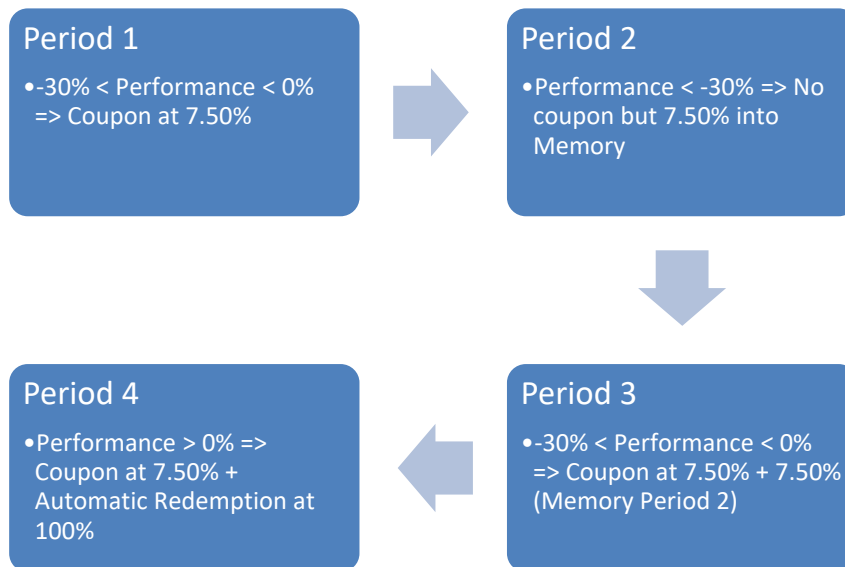 Period 1
•-30% < Performance < 0%
=> Coupon at 7.50%
Period 2
•Performance < -30% => No
coupon but 7.50% into
Memory
Period 3
•-30% < Performance < 0%
=> Coupon at 7.50% + 7.50%
(Memory Period 2)
Period 4
•Performance > 0% =>
Coupon at 7.50% +
Automatic Redemption at
100%